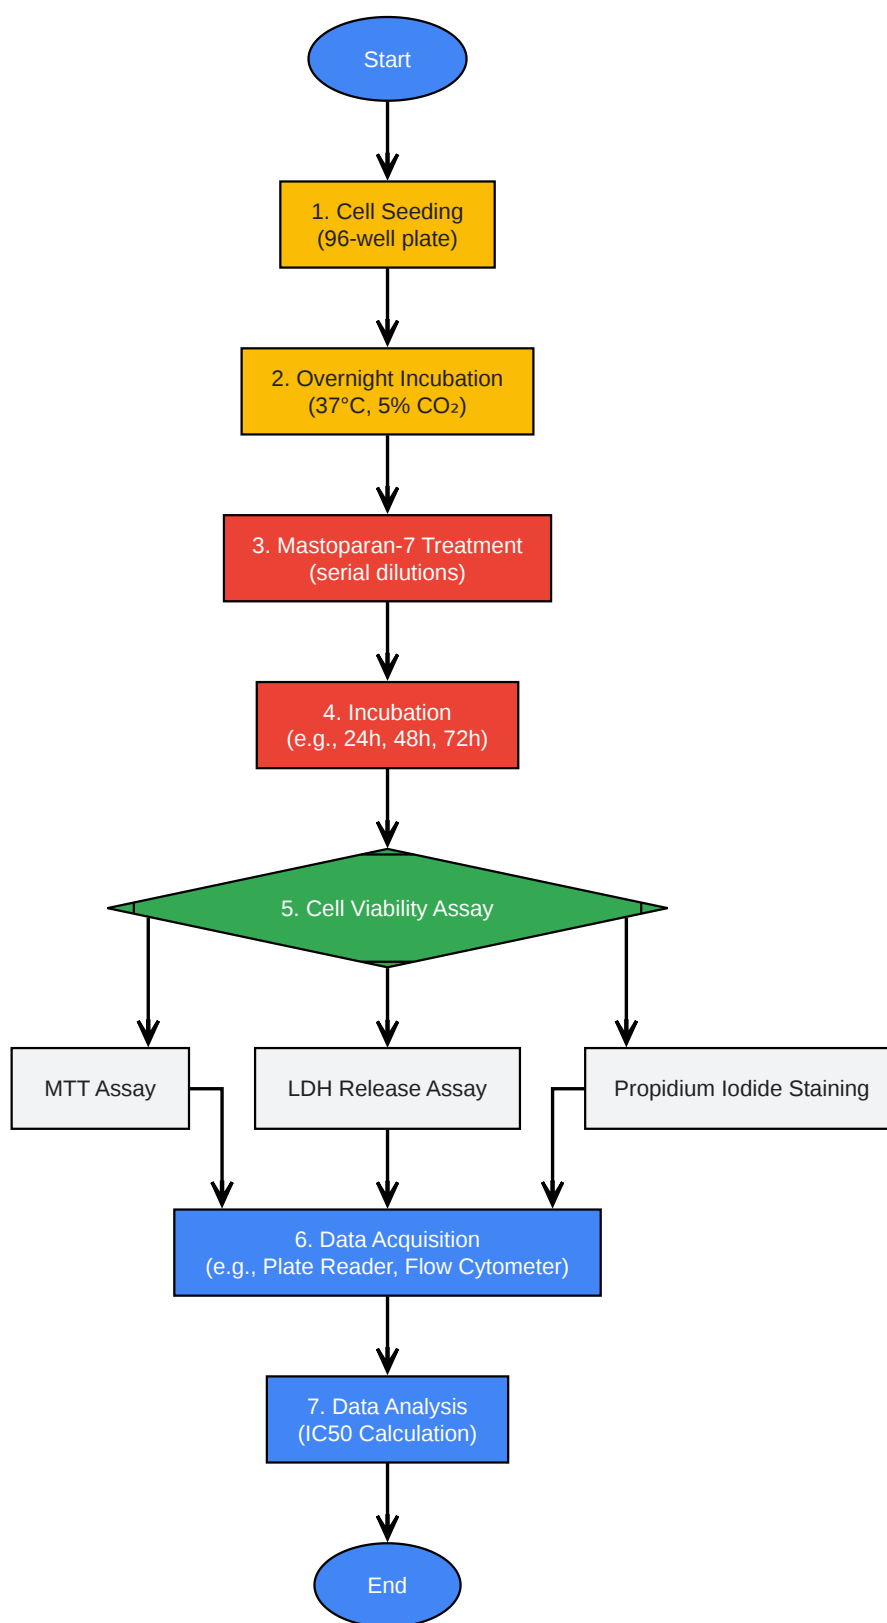 Start
1. Cell Seeding
(96-well plate)
2. Overnight Incubation
(37°C, 5% CO₂)
3. Mastoparan-7 Treatment
(serial dilutions)
4. Incubation
(e.g., 24h, 48h, 72h)
5. Cell Viability Assay
MTT Assay
LDH Release Assay
Propidium Iodide Staining
6. Data Acquisition
(e.g., Plate Reader, Flow Cytometer)
7. Data Analysis
(IC50 Calculation)
End